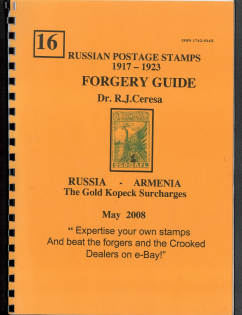 16
RUSSIAN POSTAGE STAMPS
1917 – 1923
FORGERY GUIDE
Dr. R.J.Ceresa
RUSSIA - ARMENIA
The Gold Kopeck Surcharges
May 2008
“ Expertise your own stamps
And beat the forgers and the Crooked
Dealers on e-Bay!”